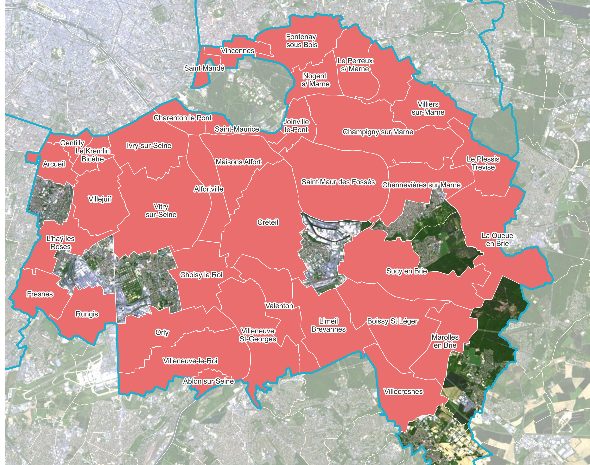 Fontenay
sous Bois
Vincennes
Saint Mandé
Le Perreux
s/Marne
Nogent
s/Marne
Villiers
sur Marne
Charenton le Pont
Saint Maurice
Joinville
le Pont
Champigny sur Marne
Gentilly
Le Kremlin
Bicêtre
Arcueil
Ivry sur Seine
Maisons Alfort
Le Plessis
Trévise
Saint Maur des Fossés
Chennevières sur Marne
Alfortville
Villejuif
Vitry
sur Seine
Créteil
La Queue
en Brie
L'haÿ les
Roses
Choisy le Roi
Sucy en Brie
Fresnes
Rungis
Valenton
Limeil
Brévannes
Boissy St Léger
Orly
Villeneuve
St Georges
Marolles
en Brie
Villeneuve le Roi
Ablon sur Seine
Villecresnes